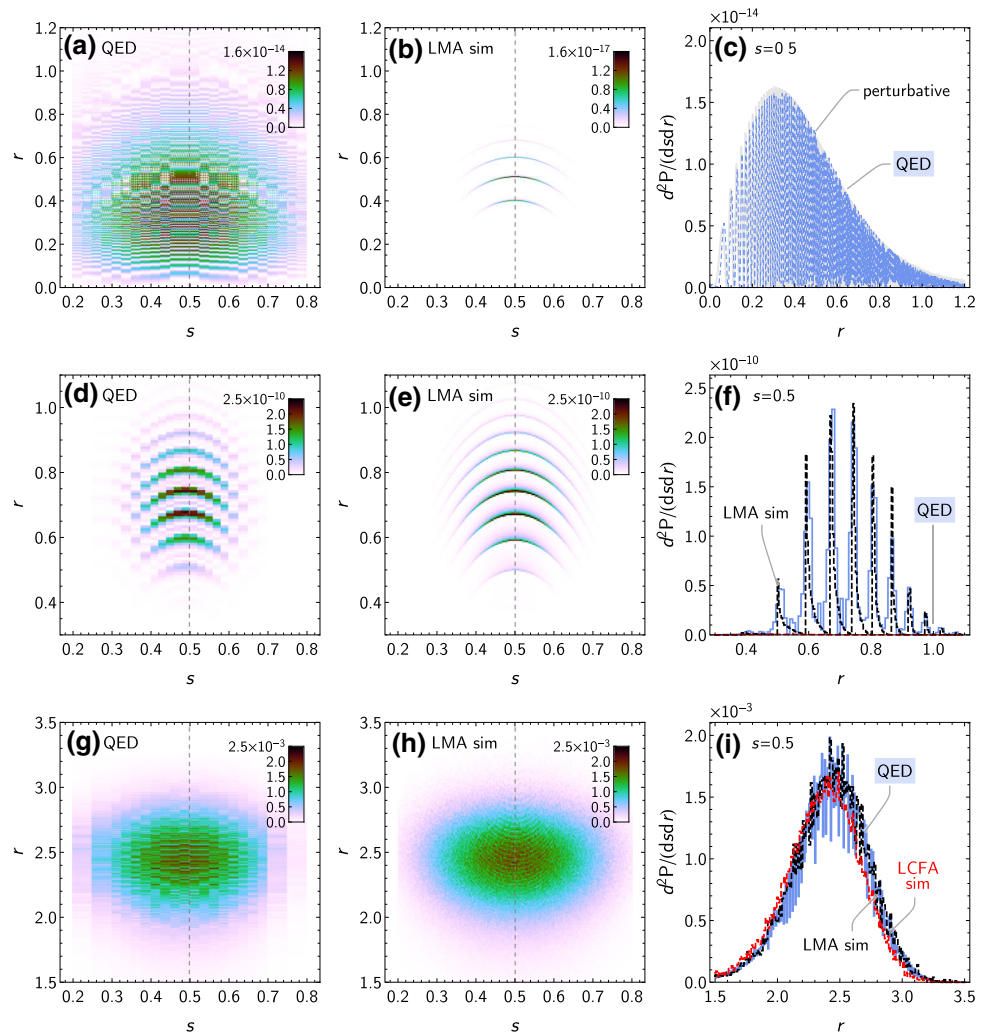 (a) QED
1.6×10⁻¹⁴
1.0
0.5
0.0
1.2
1.0
0.8
0.6
0.4
0.2
0.0
r
0.2 0.3 0.4 0.5 0.6 0.7 0.8
s
(b) LMA sim
1.6×10⁻¹⁷
1.0
0.5
0.0
1.2
1.0
0.8
0.6
0.4
0.2
0.0
r
0.2 0.3 0.4 0.5 0.6 0.7 0.8
s
×10⁻¹⁴
(c) s=0 5
perturbative
QED
2.0
1.5
1.0
0.5
0.0
d²P/(dsdr)
0.0 0.2 0.4 0.6 0.8 1.0 1.2
r
(d) QED
2.5×10⁻¹⁰
2.0
1.5
1.0
0.5
0.0
1.0
0.8
0.6
0.4
r
0.2 0.3 0.4 0.5 0.6 0.7 0.8
s
(e) LMA sim
2.5×10⁻¹⁰
2.0
1.5
1.0
0.5
0.0
1.0
0.8
0.6
0.4
r
0.2 0.3 0.4 0.5 0.6 0.7 0.8
s
×10⁻¹⁰
(f) s=0.5
LMA sim
QED
2.5
2.0
1.5
1.0
0.5
0.0
d²P/(dsdr)
0.4 0.6 0.8 1.0
r
(g) QED
2.5×10⁻³
2.0
1.5
1.0
0.5
0.0
3.5
3.0
2.5
2.0
1.5
r
0.2 0.3 0.4 0.5 0.6 0.7 0.8
s
(h) LMA sim
2.5×10⁻³
2.0
1.5
1.0
0.5
0.0
3.5
3.0
2.5
2.0
1.5
r
0.2 0.3 0.4 0.5 0.6 0.7 0.8
s
×10⁻³
(i) s=0.5
QED
LCFA
sim
LMA sim
2.0
1.5
1.0
0.5
0.0
d²P/(dsdr)
1.5 2.0 2.5 3.0 3.5
r